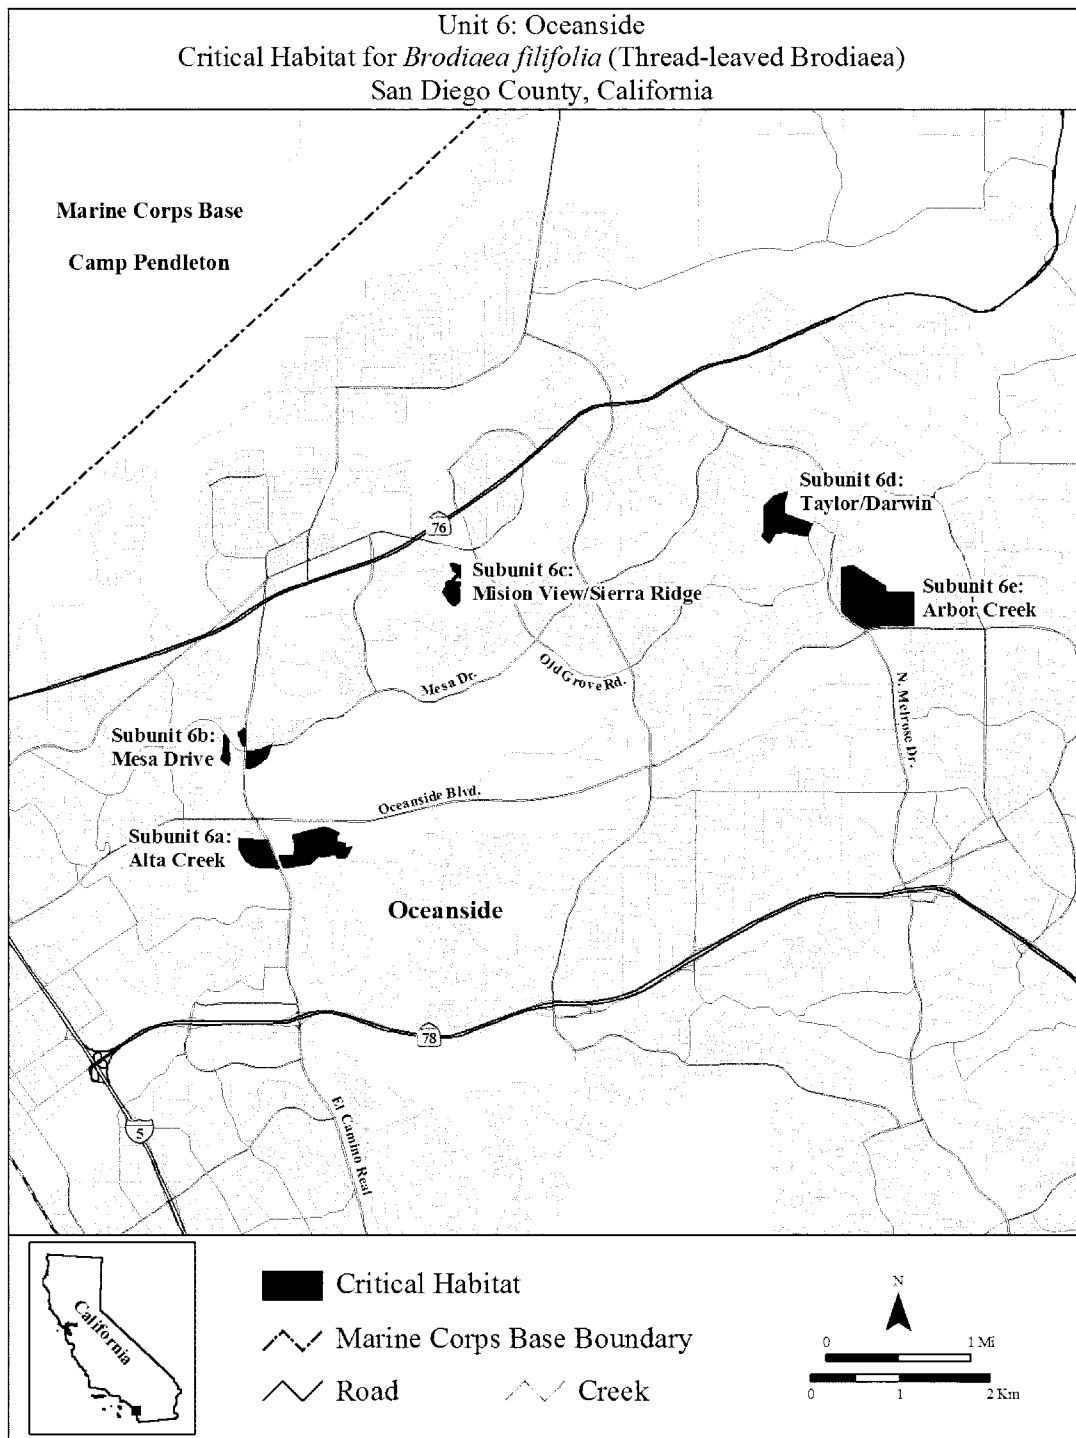 Unit 6: Oceanside
Critical Habitat for Brodiaea filifolia (Thread-leaved Brodiaea)
San Diego County, California
Marine Corps Base
Camp Pendleton
Subunit 6d:
Taylor/Darwin
76
Subunit 6c:
Mision View/Sierra Ridge
Subunit 6e:
Arbor Creek
Mesa Dr.
Old Grove Rd.
N. Melrose Dr.
Subunit 6b:
Mesa Drive
Oceanside Blvd.
Subunit 6a:
Alta Creek
Oceanside
78
5
El Camino Real
California
Critical Habitat
Marine Corps Base Boundary
Road
Creek
N
0 1 Mi
0 1 2 Km